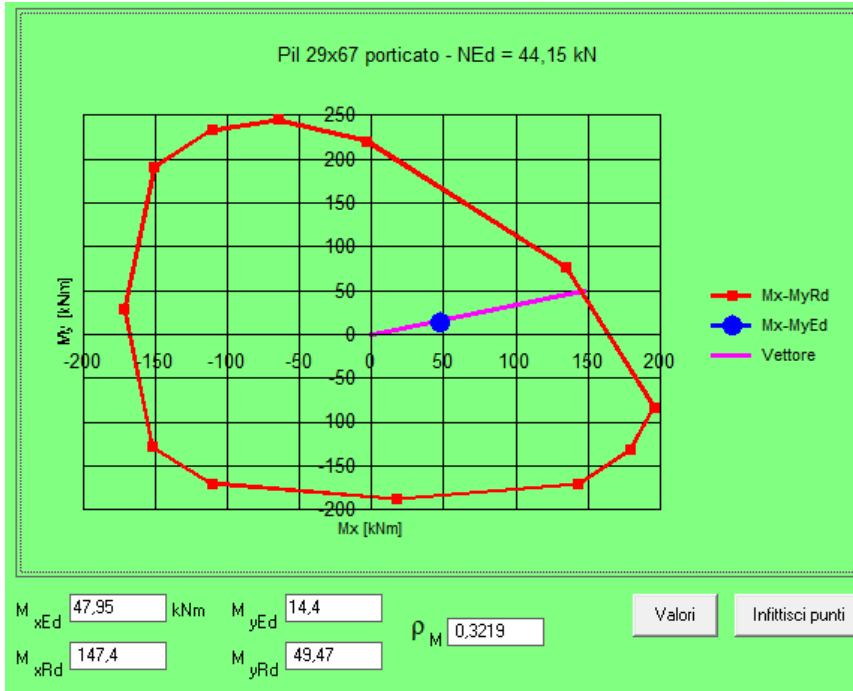 Pil 29x67 porticato - NEd = 44,15 kN
250
200
150
100
50
0
-200 -150 -100 -50 0 50 100 150 200
-50
-100
-150
-200
My [kNm]
Mx [kNm]
Mx-MyRd
Mx-MyEd
Vettore
M xEd 47,95 kNm M yEd 14,4
ρ M 0,3219
Valori Infittisci punti
M xRd 147,4 M yRd 49,47